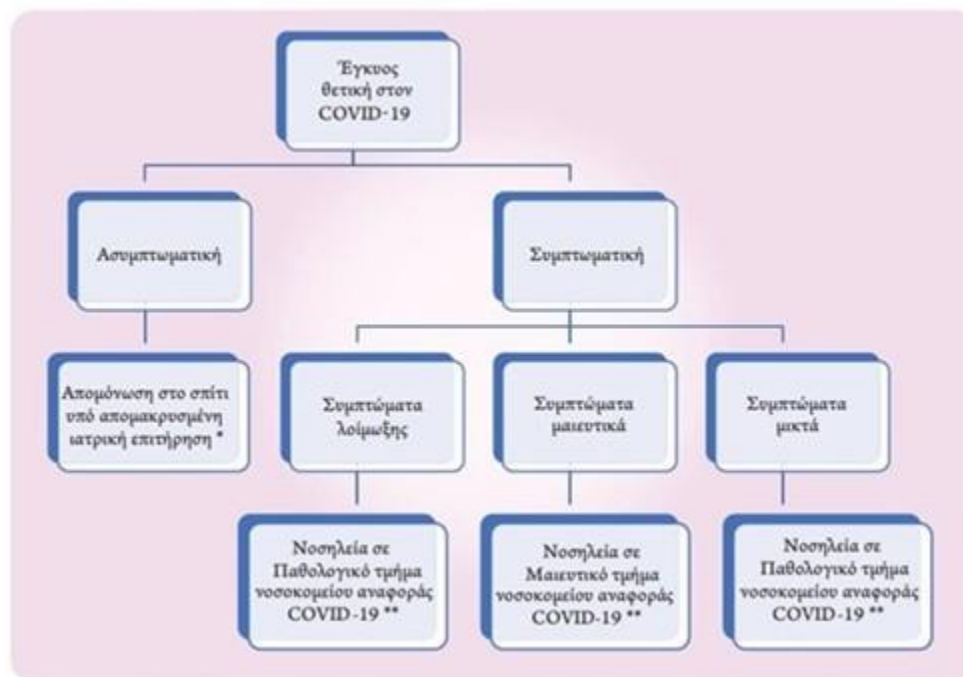 Έγκυος
θετική στον
COVID-19
Ασυμπτωματική
Συμπτωματική
Απομόνωση στο σπίτι
υπό απομακρυσμένη
ιατρική επιτήρηση *
Συμπτώματα
λοίμωξης
Συμπτώματα
μαιευτικά
Συμπτώματα
μικτά
Νοσηλεία σε
Παθολογικό τμήμα
νοσοκομείου αναφοράς
COVID-19 **
Νοσηλεία σε
Μαιευτικό τμήμα
νοσοκομείου αναφοράς
COVID-19 **
Νοσηλεία σε
Παθολογικό τμήμα
νοσοκομείου αναφοράς
COVID-19 **